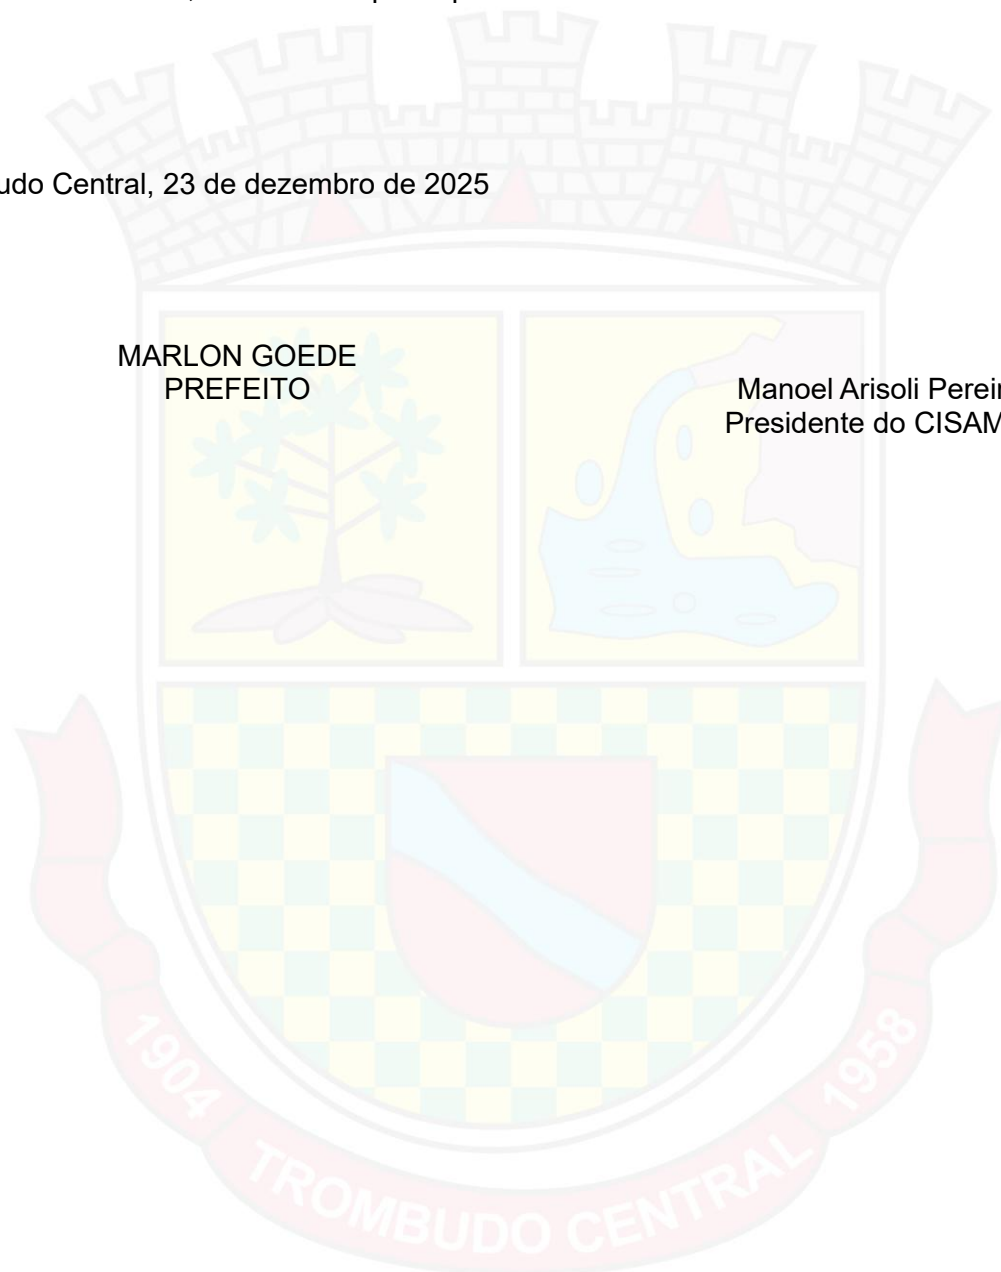 udo Central, 23 de dezembro de 2025
MARLON GOEDE
PREFEITO
Manoel Arisoli Perei
Presidente do CISAM
1904
TROMBUDO CENTRAL
1958